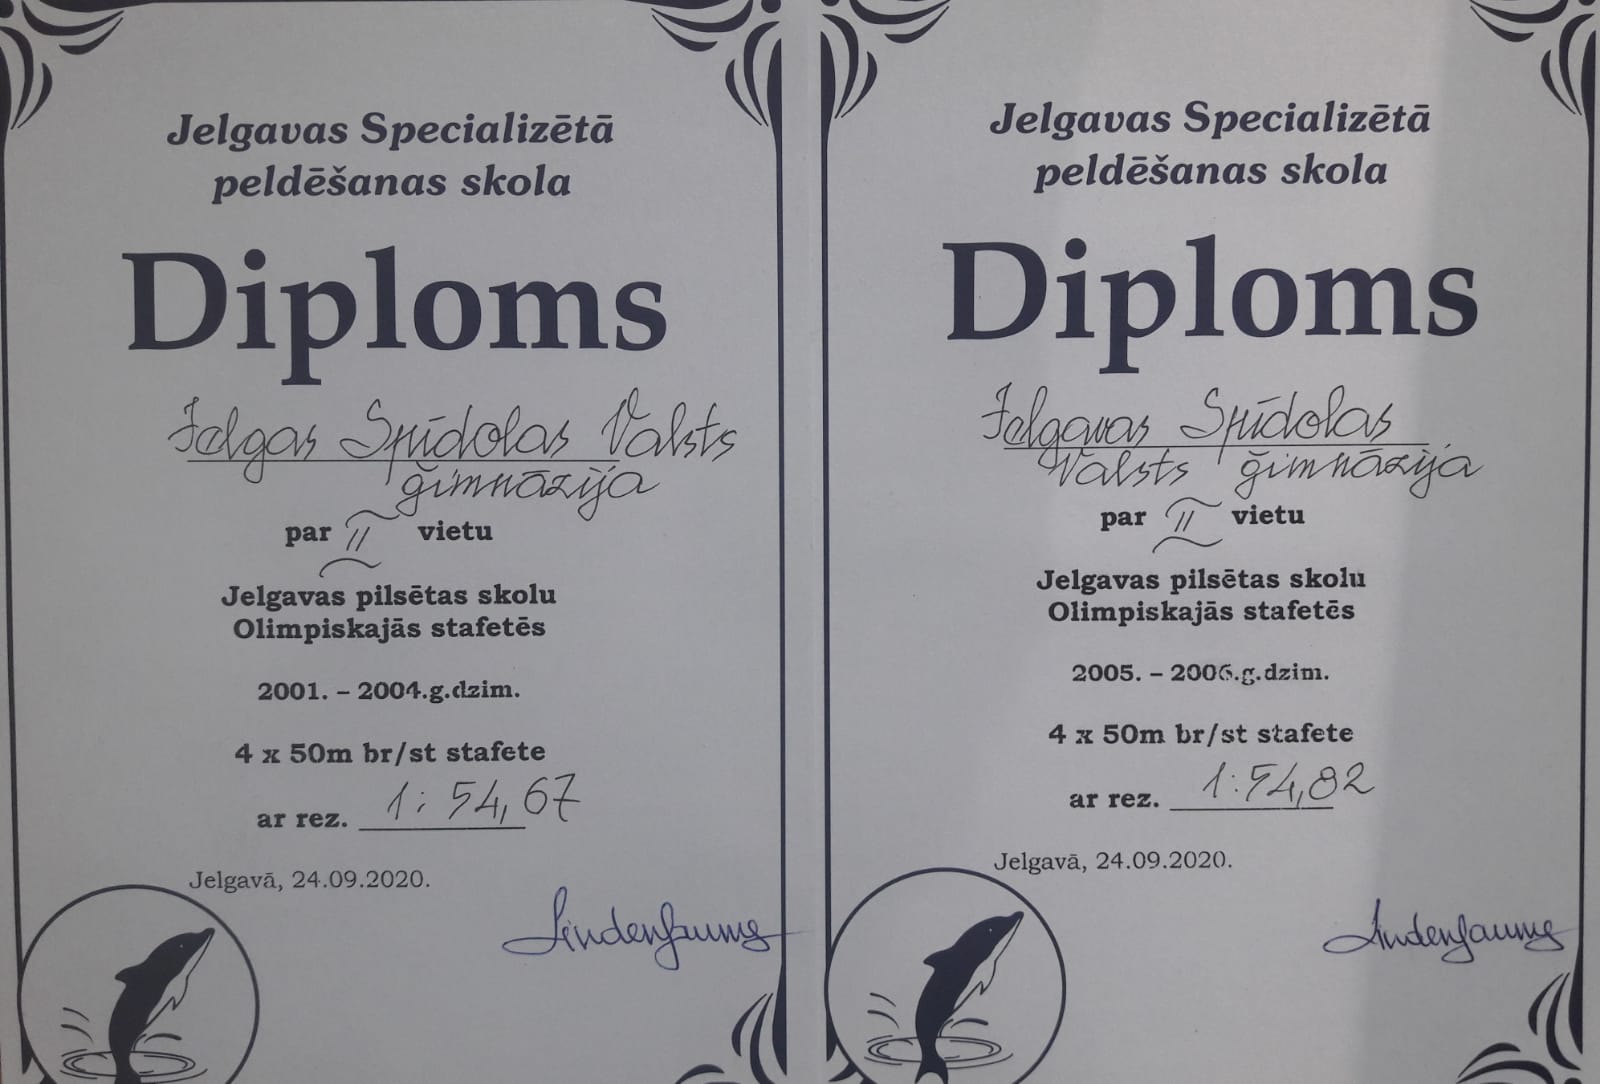 Jelgavas Specializētā
peldēšanas skola
Diploms
Jelgas Spīdolas Valsts
ģimnāzija
par II vietu
Jelgavas pilsētas skolu
Olimpiskajās stafetēs
2001. – 2004.g.dzim.
4 x 50m br/st stafete
ar rez. 1: 54,67
Jelgavā, 24.09.2020.
Jelgavas Specializētā
peldēšanas skola
Diploms
Jelgavas Spīdolas
Valsts ģimnāzija
par II vietu
Jelgavas pilsētas skolu
Olimpiskajās stafetēs
2005. – 2006.g.dzim.
4 x 50m br/st stafete
ar rez. 1:54,82
Jelgavā, 24.09.2020.